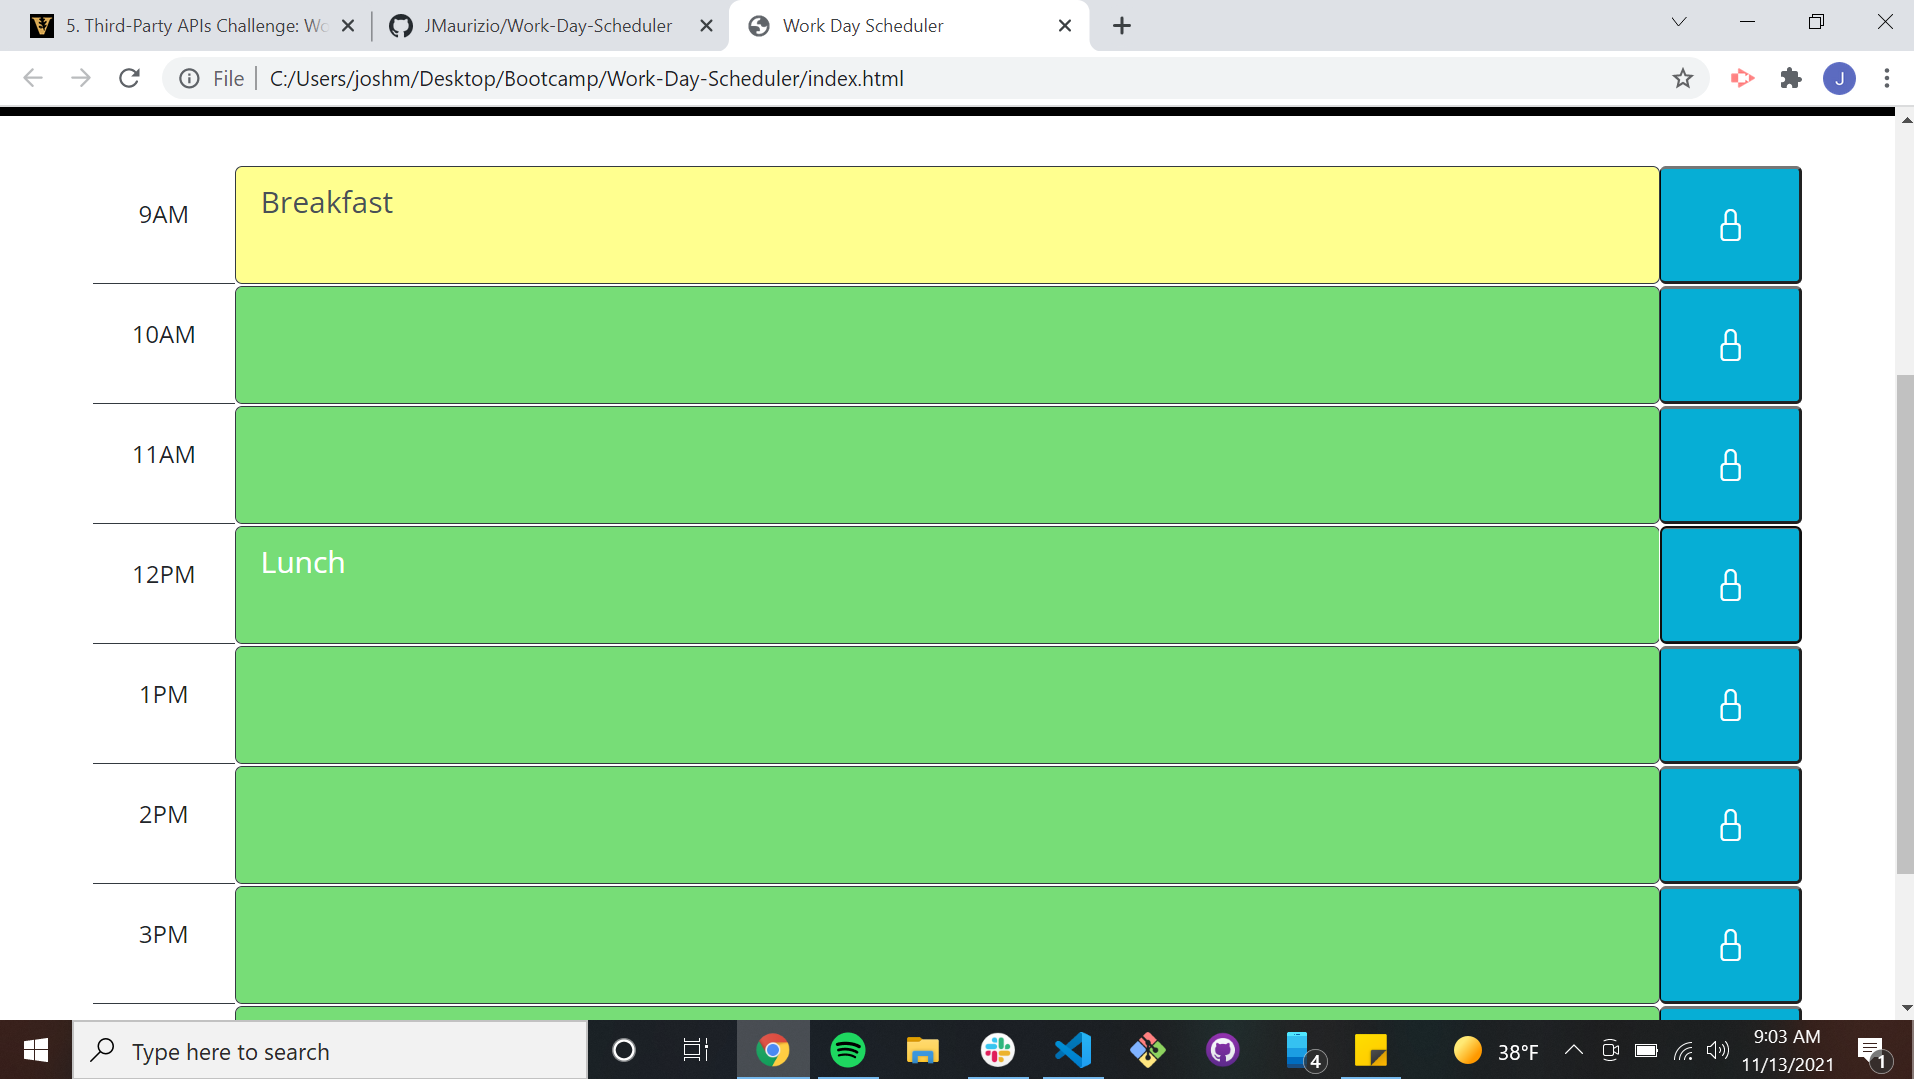 5. Third-Party APIs Challenge: Wo
JMaurizio/Work-Day-Scheduler
Work Day Scheduler
File
C:/Users/joshm/Desktop/Bootcamp/Work-Day-Scheduler/index.html
J
9AM
Breakfast
10AM
11AM
12PM
Lunch
1PM
2PM
3PM
Type here to search
4
38°F
9:03 AM
11/13/2021
1